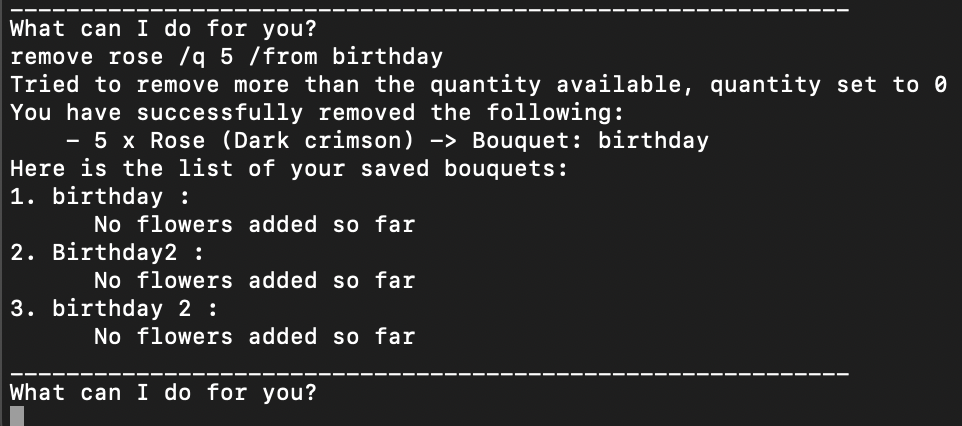 ____________________________________________________________
What can I do for you?
remove rose /q 5 /from birthday
Tried to remove more than the quantity available, quantity set to 0
You have successfully removed the following:
    - 5 x Rose (Dark crimson) -> Bouquet: birthday
Here is the list of your saved bouquets:
1. birthday :
      No flowers added so far
2. Birthday2 :
      No flowers added so far
3. birthday 2 :
      No flowers added so far
____________________________________________________________
What can I do for you?